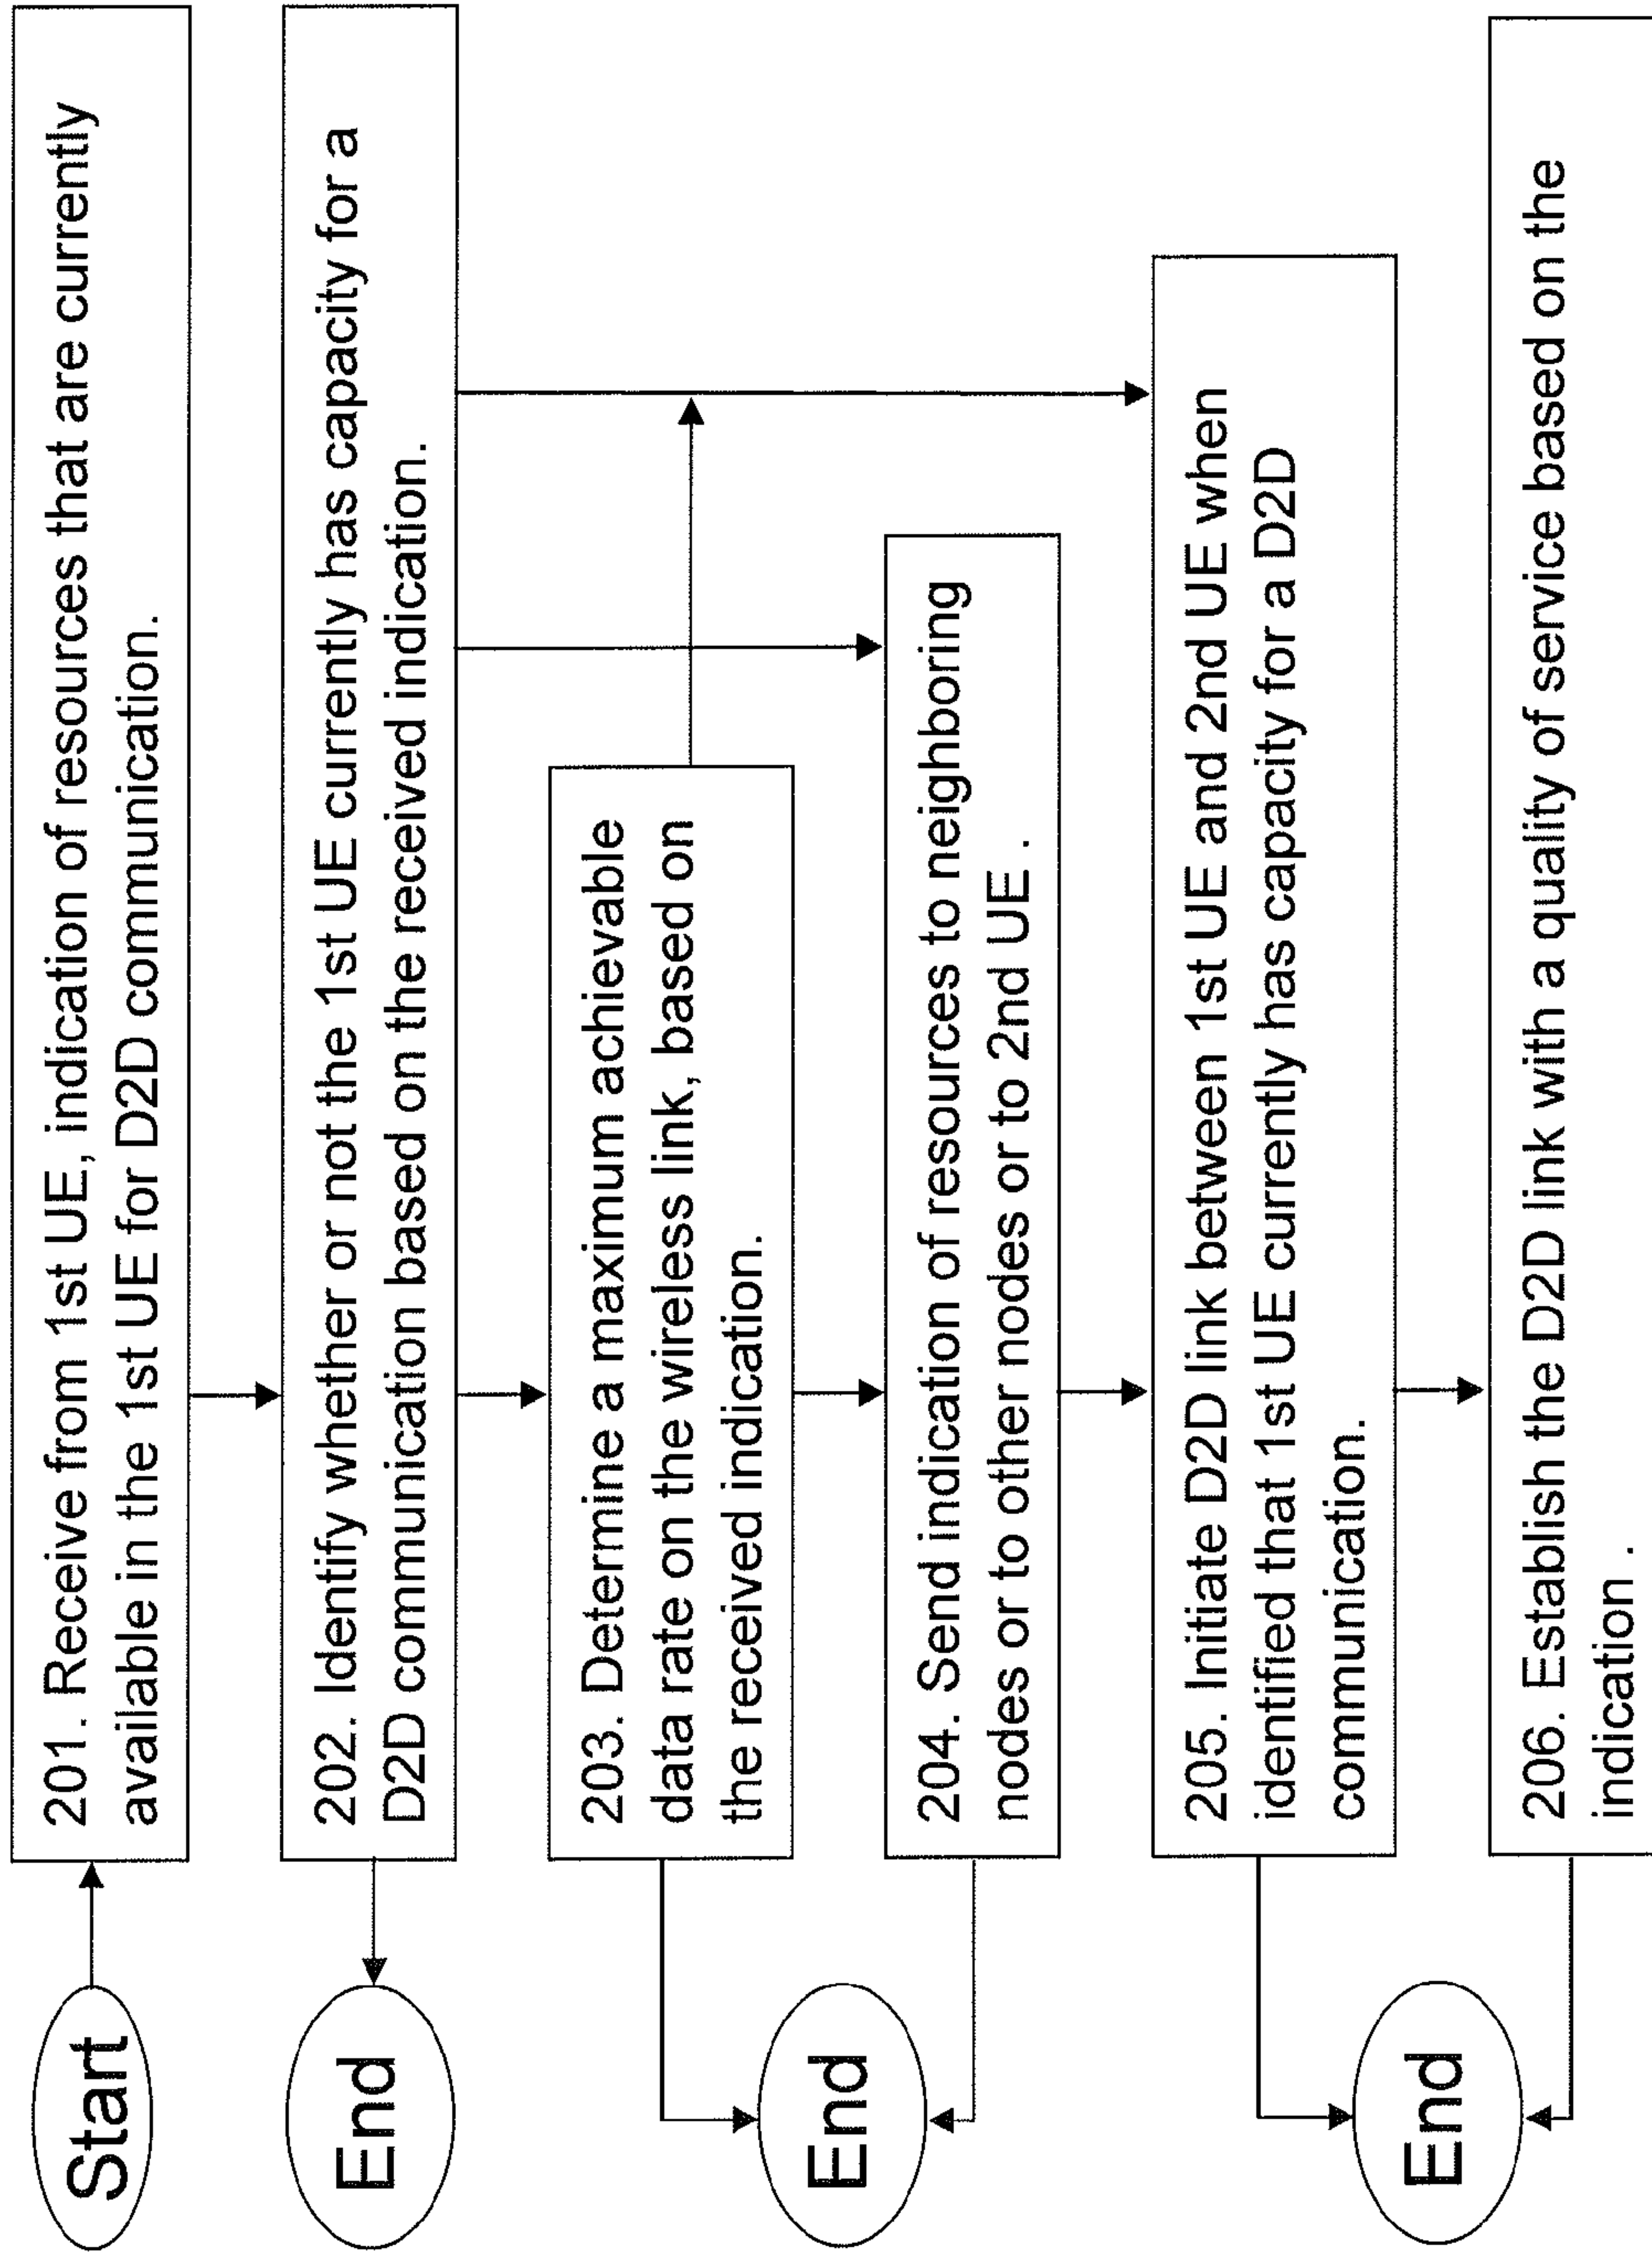 Start
201. Receive from 1st UE, indication of resources that are currently
available in the 1st UE for D2D communication.
End
202. Identify whether or not the 1st UE currently has capacity for a
D2D communication based on the received indication.
203. Determine a maximum achievable
data rate on the wireless link, based on
the received indication.
End
204. Send indication of resources to neighboring
nodes or to other nodes or to 2nd UE .
205. Initiate D2D link between 1st UE and 2nd UE when
identified that 1st UE currently has capacity for a D2D
communication.
End
206. Establish the D2D link with a quality of service based on the
indication .